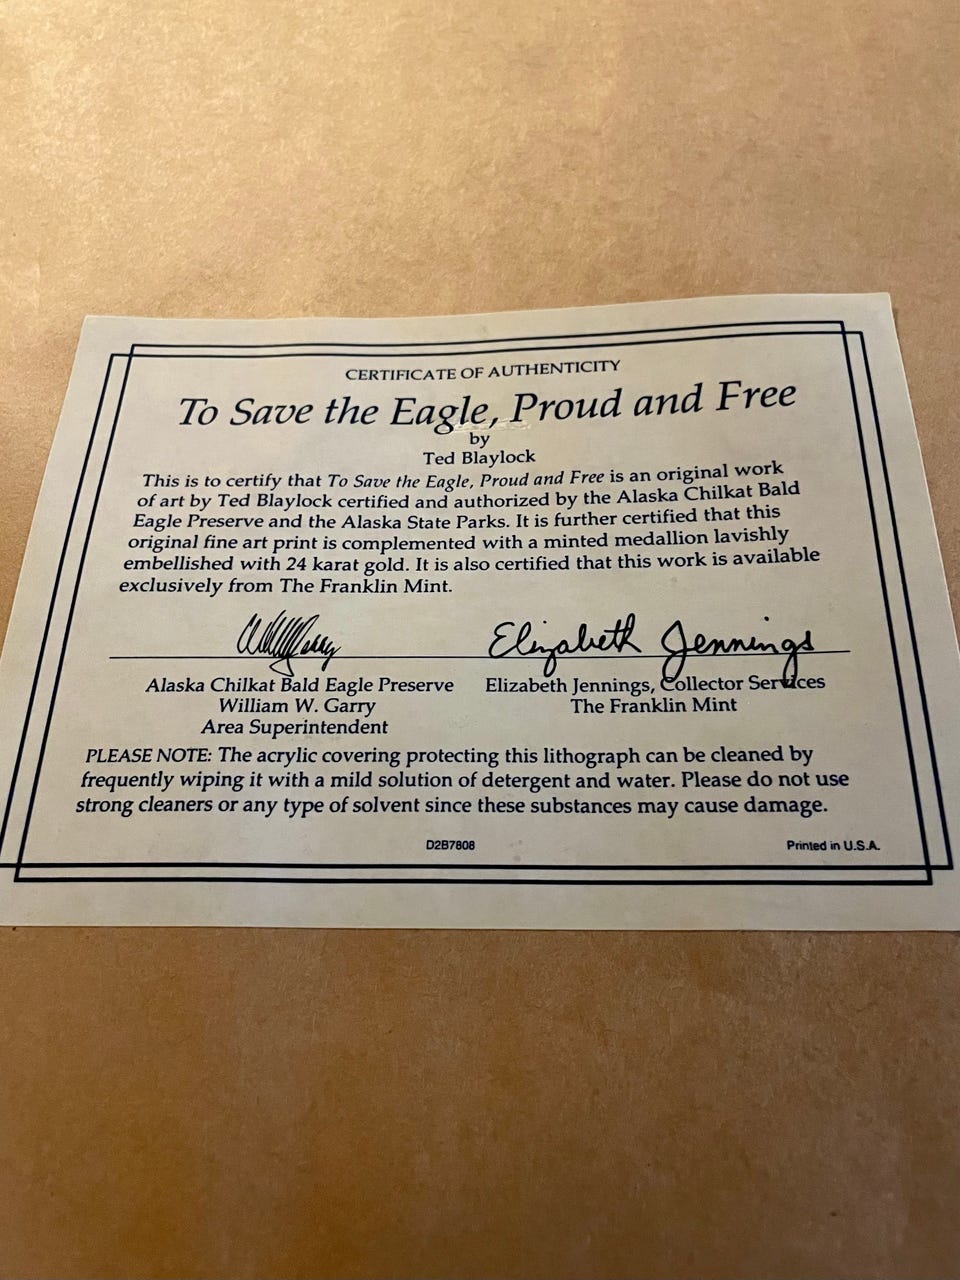 CERTIFICATE OF AUTHENTICITY
To Save the Eagle, Proud and Free
by
Ted Blaylock
This is to certify that To Save the Eagle, Proud and Free is an original work
of art by Ted Blaylock certified and authorized by the Alaska Chilkat Bald
Eagle Preserve and the Alaska State Parks. It is further certified that this
original fine art print is complemented with a minted medallion lavishly
embellished with 24 karat gold. It is also certified that this work is available
exclusively from The Franklin Mint.
Elizabeth Jennings
Alaska Chilkat Bald Eagle Preserve
William W. Garry
Area Superintendent
Elizabeth Jennings, Collector Services
The Franklin Mint
PLEASE NOTE: The acrylic covering protecting this lithograph can be cleaned by
frequently wiping it with a mild solution of detergent and water. Please do not use
strong cleaners or any type of solvent since these substances may cause damage.
D2B7808
Printed in U.S.A.